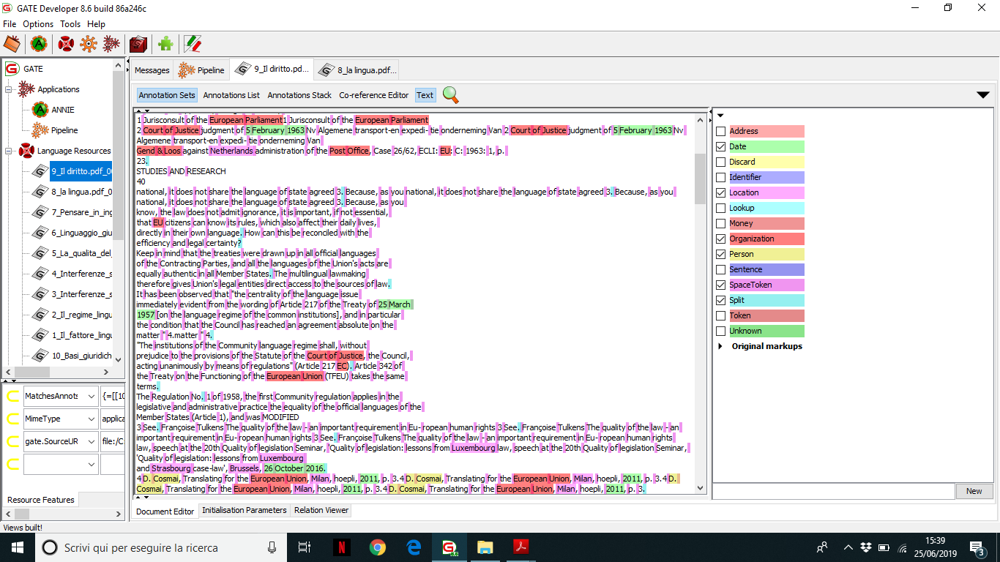 GATE Developer 8.6 build 86a246c
File Options Tools Help
GATE
Applications
ANNIE
Pipeline
Language Resources
9_Il diritto.pdf_00
8_la lingua.pdf_0
7_Pensare_in_ing
6_Linguaggio_giu
5_La_qualita_del_
4_Interferenze_s
3_Interferenze_s
2_Il_regime_lingu
1_Il_fattore_lingu
10_Basi_giuridich
MatchesAnnots {=[[10
MimeType applica
gate.SourceUR file:/C:
Resource Features
Messages Pipeline 9_Il diritto.pd... 8_la lingua.pdf...
Annotation Sets Annotations List Annotations Stack Co-reference Editor Text
1 Jurisconsult of the European Parliament1 Jurisconsult of the European Parliament
2 Court of Justice judgment of 5 February 1963 Nv Algemene transport-en expedi- tie onderneming Van 2 Court of Justice judgment of 5 February 1963 Nv
Algemene transport-en expedi- tie onderneming Van
Gend & Loos against Netherlands administration of the Post Office, Case 26/62, ECLI: EU: C: 1963: 1, p.
23.
STUDIES AND RESEARCH
40
national, it does not share the language of state agreed 3. Because, as you national, it does not share the language of state agreed 3. Because, as you
national, it does not share the language of state agreed 3. Because, as you
know, the law does not admit ignorance, it is important, if not essential,
that EU citizens can know its rules, which also affect their daily lives,
directly in their own language. How can this be reconciled with the
efficiency and legal certainty?
Keep in mind that the treaties were drawn up in all official languages
of the Contracting Parties, and all the languages of the Union's acts are
equally authentic in all Member States. The multilingual lawmaking
therefore gives Union's legal entities direct access to the sources of law.
It has been observed that "the centrality of the language issue
immediately evident from the wording of Article 217 of the Treaty of 25 March
1957 [on the language regime of the common institutions], and in particular
the condition that the Council has reached an agreement absolute on the
matter "4.matter "4.
"The institutions of the Community language regime shall, without
prejudice to the provisions of the Statute of the Court of Justice, the Council,
acting unanimously by means of regulations" (Article 217 EC). Article 342 of
the Treaty on the Functioning of the European Union (TFEU) takes the same
terms.
The Regulation No. 1 of 1958, the first Community regulation applies in the
legislative and administrative practice the equality of the official languages of the
Member States (Article 1), and was MODIFIED
3 See. Françoise Tulkens The quality of the law - an important requirement in Eu- ropean human rights 3 See. Françoise Tulkens The quality of the law - an
important requirement in Eu- ropean human rights 3 See. Françoise Tulkens The quality of the law - an important requirement in Eu- ropean human rights
law, speech at the 20th Quality of legislation Seminar, 'Quality of legislation: lessons from Luxembourg law, speech at the 20th Quality of legislation Seminar,
'Quality of legislation: lessons from Luxembourg
and Strasbourg case-law', Brussels, 26 October 2016.
4 D. Cosmai, Translating for the European Union, Milan, hoepli, 2011, p. 3.4 D. Cosmai, Translating for the European Union, Milan, hoepli, 2011, p. 3.4 D.
Cosmai, Translating for the European Union, Milan, hoepli, 2011, p. 3.4 D. Cosmai, Translating for the European Union, Milan, hoepli, 2011, p. 3.
Address
Date
Discard
Identifier
Location
Lookup
Money
Organization
Person
Sentence
SpaceToken
Split
Token
Unknown
Original markups
New
Document Editor Initialisation Parameters Relation Viewer
Views built!
Scrivi qui per eseguire la ricerca
15:39
25/06/2019
3